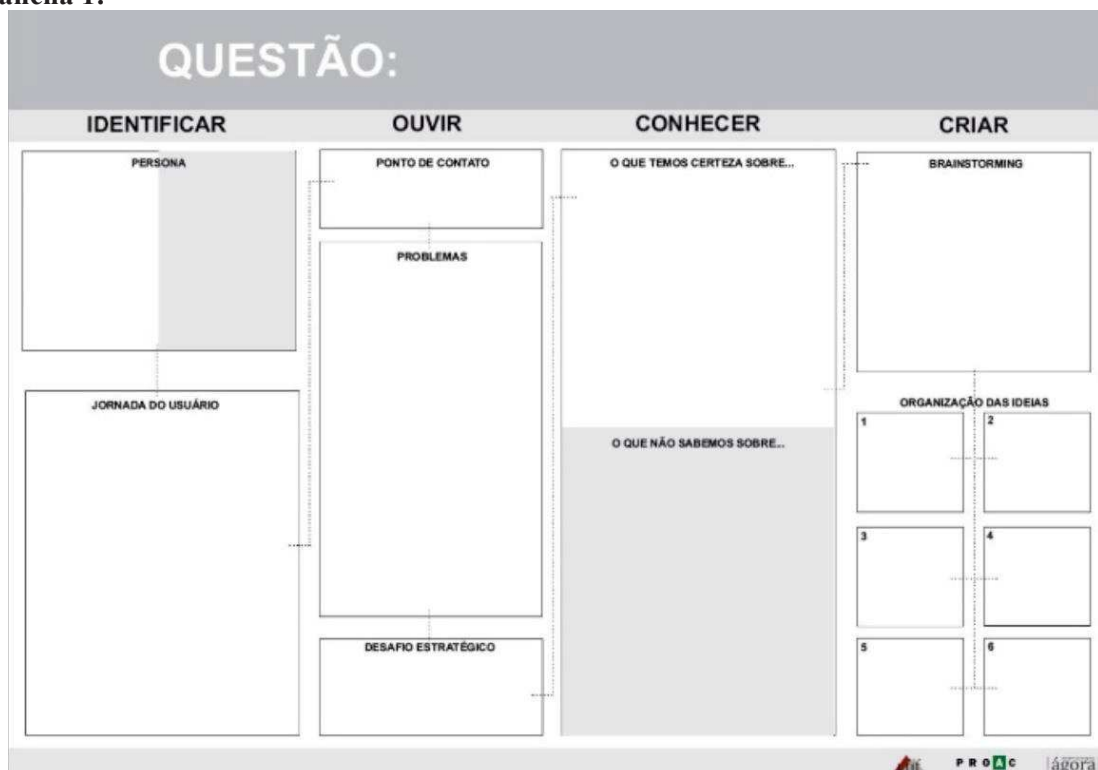 QUESTÃO:
IDENTIFICAR
OUVIR
CONHECER
CRIAR
PERSONA
JORNADA DO USUÁRIO
PONTO DE CONTATO
PROBLEMAS
DESAFIO ESTRATÉGICO
O QUE TEMOS CERTEZA SOBRE...
O QUE NÃO SABEMOS SOBRE...
BRAINSTORMING
ORGANIZAÇÃO DAS IDEIAS
1
2
3
4
5
6
PROAC
ágora